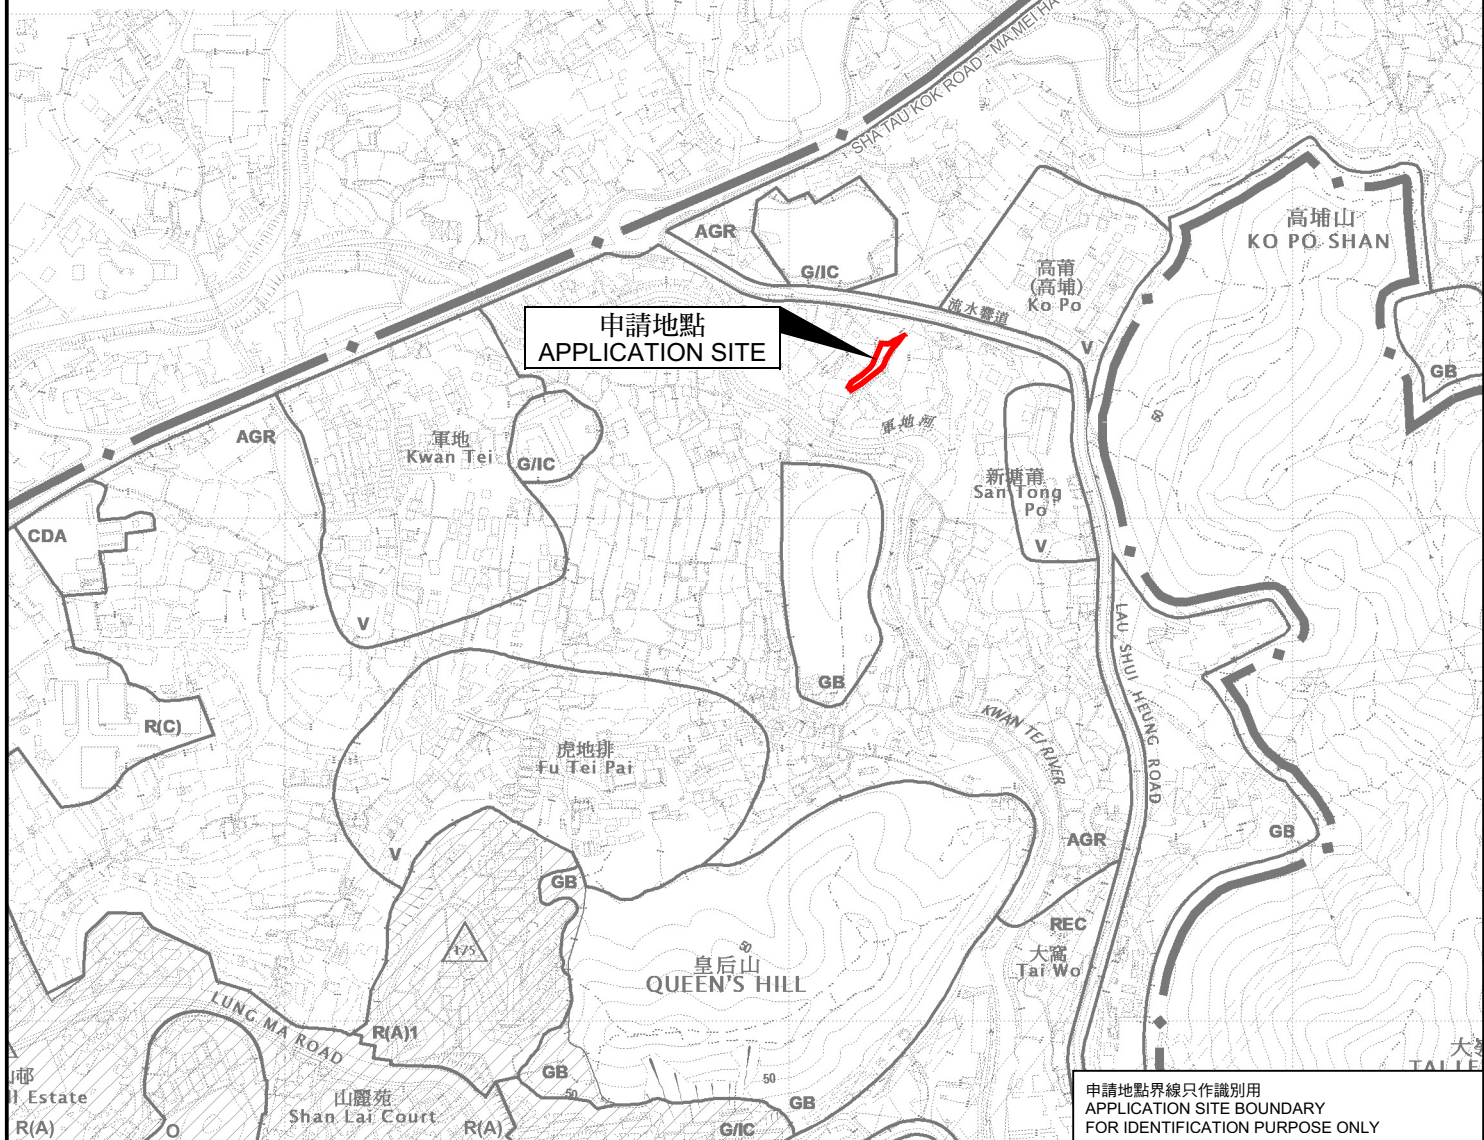 SHA TAU KOK ROAD - MA MEI HA
高埔山
KO PO SHAN
AGR
G/IC
高莆
(高埔)
Ko Po
流水響道
申請地點
APPLICATION SITE
V
GB
50
軍地河
AGR
軍地
Kwan Tei
G/IC
新塘莆
San Tong
Po
V
CDA
V
GB
LAU SHUI HEUNG ROAD
R(C)
KWAN TEI RIVER
虎地排
Fu Tei Pai
AGR
GB
V
GB
REC
175
50
皇后山
QUEEN'S HILL
大窩
Tai Wo
LUNG MA ROAD
R(A)1
GB
50
50
GB
山麗苑
Shan Lai Court
Estate
R(A)
O
R(A)
G/IC
申請地點界線只作識別用
APPLICATION SITE BOUNDARY
FOR IDENTIFICATION PURPOSE ONLY